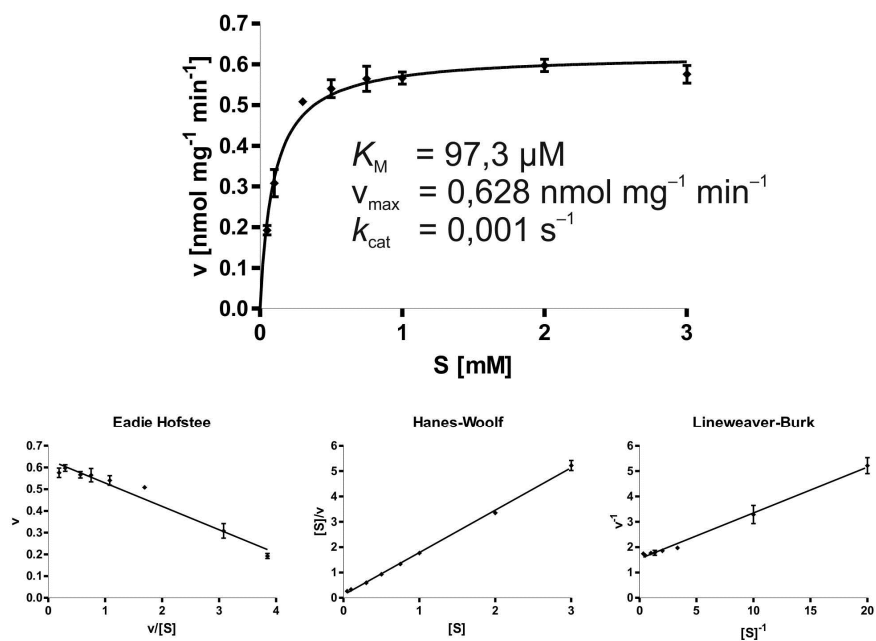 0.7
0.6
0.5
0.4
0.3
0.2
0.1
0.0
v [nmol mg⁻¹ min⁻¹]
K_M = 97,3 µM
v_max = 0,628 nmol mg⁻¹ min⁻¹
k_cat = 0,001 s⁻¹
0 1 2 3
S [mM]
Eadie Hofstee
0.7
0.6
0.5
0.4
0.3
0.2
0.1
0.0
v
0 1 2 3 4
v/[S]
Hanes-Woolf
6
5
4
3
2
1
0
[S]/v
0 1 2 3
[S]
Lineweaver-Burk
6
5
4
3
2
1
0
v⁻¹
0 5 10 15 20
[S]⁻¹